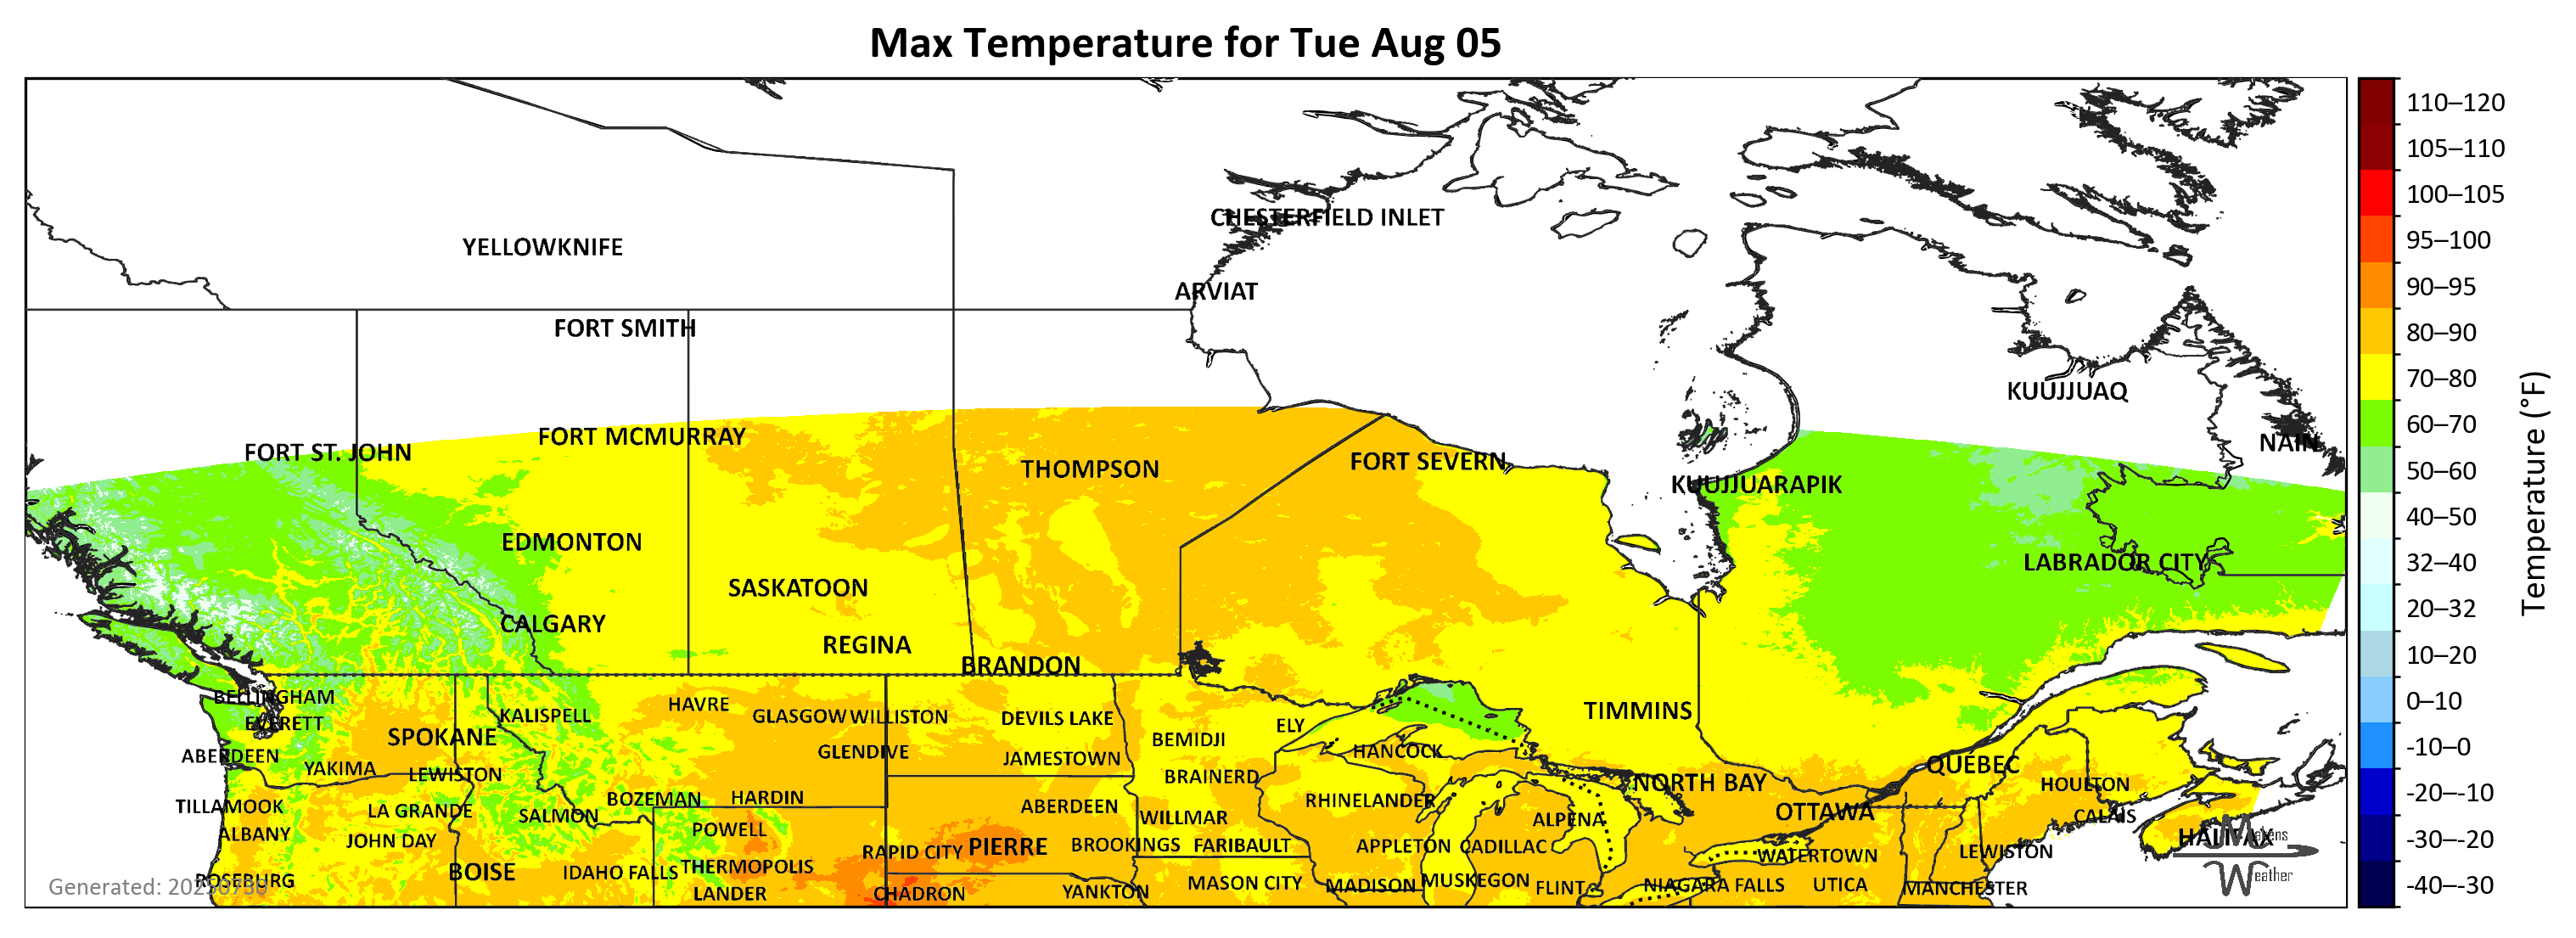 Max Temperature for Tue Aug 05
110–120
105–110
CHESTERFIELD INLET
100–105
YELLOWKNIFE
95–100
ARVIAT
90–95
FORT SMITH
80–90
KUUJJUAQ
70–80
FORT MCMURRAY
60–70
FORT ST. JOHN
NAIN
THOMPSON
FORT SEVERN
50–60
KUUJJUARAPIK
Temperature (°F)
40–50
EDMONTON
LABRADOR CITY
32–40
SASKATOON
20–32
CALGARY
REGINA
10–20
BRANDON
BELLINGHAM
HAVRE
0–10
KALISPELL
GLASGOW
WILLISTON
DEVILS LAKE
TIMMINS
EVERETT
ELY
SPOKANE
BEMIDJI
-10–0
ABERDEEN
GLENDIVE
JAMESTOWN
HANCOCK
QUÉBEC
YAKIMA
LEWISTON
BRAINERD
NORTH BAY
HOULTON
-20–-10
TILLAMOOK
LA GRANDE
SALMON
BOZEMAN
HARDIN
ABERDEEN
WILLMAR
RHINELANDER
ALPENA
OTTAWA
CALAIS
ALBANY
JOHN DAY
POWELL
-30–-20
HALIFAX
Makens
RAPID CITY
PIERRE
BROOKINGS
FARIBAULT
APPLETON
CADILLAC
WATERTOWN
LEWISTON
BOISE
IDAHO FALLS
THERMOPOLIS
Weather
ROSEBURG
Generated: 20250730
LANDER
CHADRON
YANKTON
MASON CITY
MADISON
MUSKEGON
FLINT
NIAGARA FALLS
UTICA
MANCHESTER
-40–-30